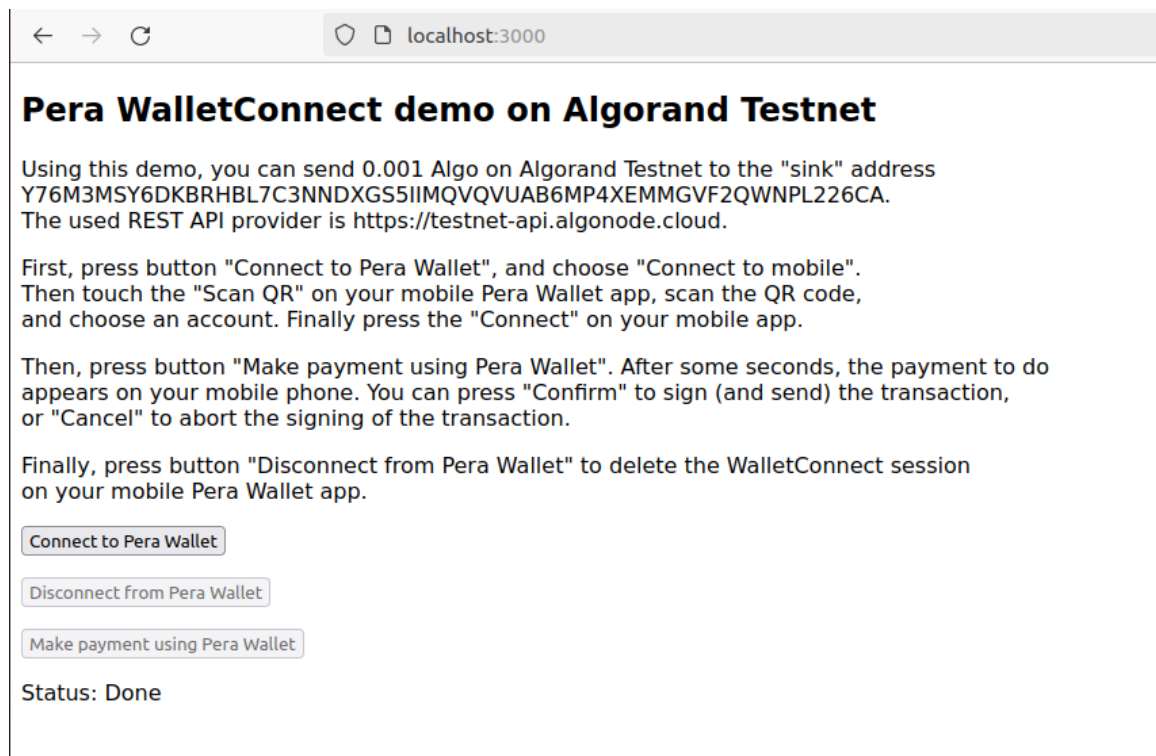 localhost:3000
Pera WalletConnect demo on Algorand Testnet
Using this demo, you can send 0.001 Algo on Algorand Testnet to the "sink" address
Y76M3MSY6DKBRHBL7C3NNDXGS5IIMQVQVUAB6MP4XEMMGVF2QWNPL226CA.
The used REST API provider is https://testnet-api.algonode.cloud.
First, press button "Connect to Pera Wallet", and choose "Connect to mobile".
Then touch the "Scan QR" on your mobile Pera Wallet app, scan the QR code,
and choose an account. Finally press the "Connect" on your mobile app.
Then, press button "Make payment using Pera Wallet". After some seconds, the payment to do
appears on your mobile phone. You can press "Confirm" to sign (and send) the transaction,
or "Cancel" to abort the signing of the transaction.
Finally, press button "Disconnect from Pera Wallet" to delete the WalletConnect session
on your mobile Pera Wallet app.
Connect to Pera Wallet
Disconnect from Pera Wallet
Make payment using Pera Wallet
Status: Done